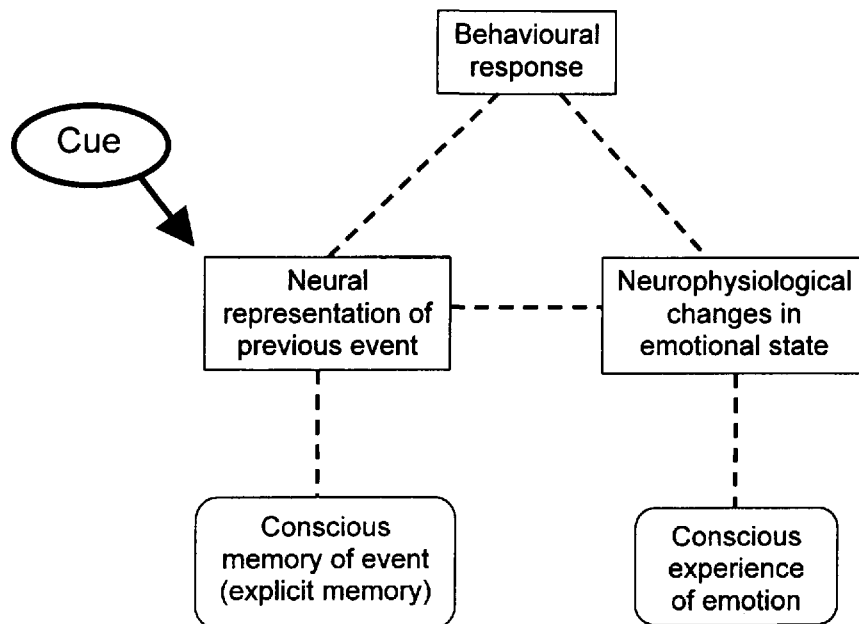 Behavioural
response
Cue
Neural
representation of
previous event
Neurophysiological
changes in
emotional state
Conscious
memory of event
(explicit memory)
Conscious
experience
of emotion